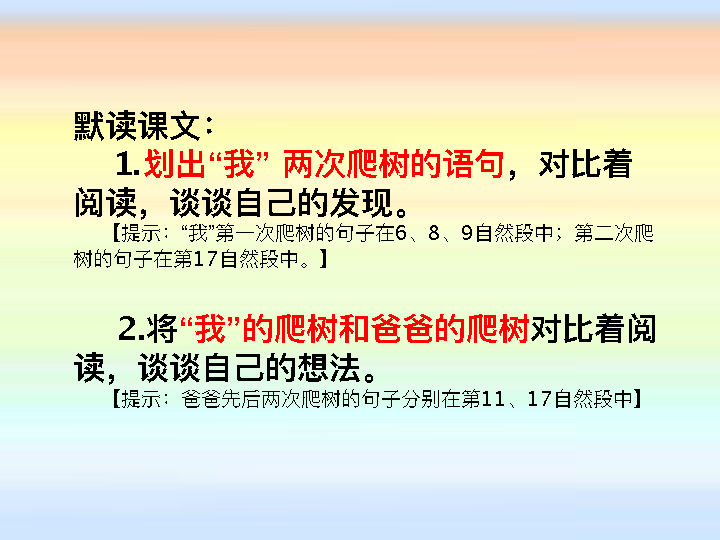 默读课文：
1.划出“我” 两次爬树的语句，对比着
阅读，谈谈自己的发现。
【提示：“我”第一次爬树的句子在6、8、9自然段中；第二次爬
树的句子在第17自然段中。】
2.将“我”的爬树和爸爸的爬树对比着阅
读，谈谈自己的想法。
【提示：爸爸先后两次爬树的句子分别在第11、17自然段中】